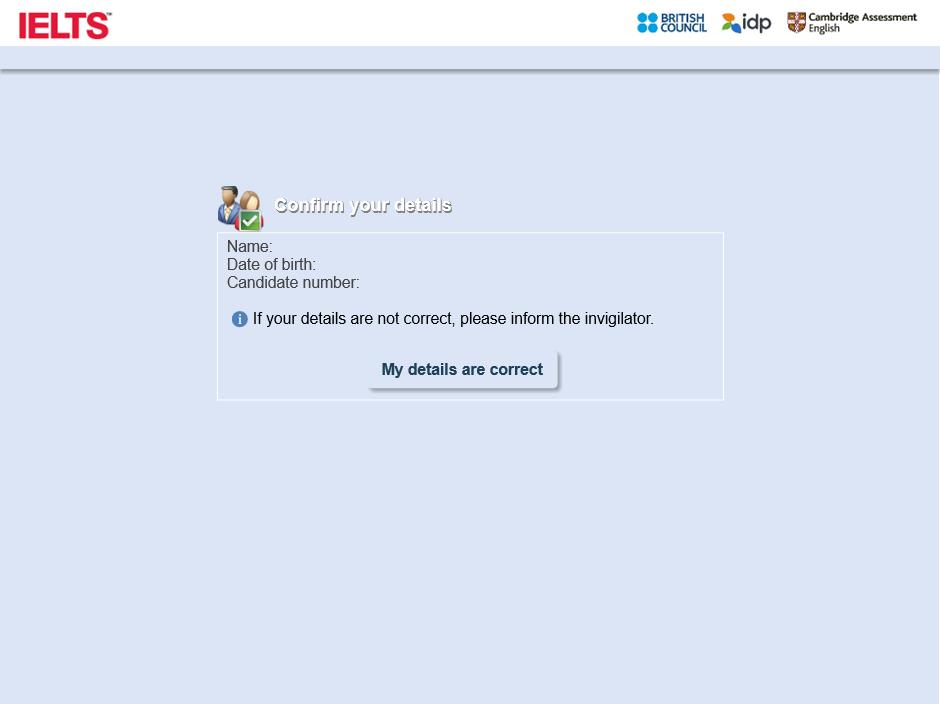 IELTS™
BRITISH
COUNCIL
idp
Cambridge Assessment
English
Confirm your details
Name:
Date of birth:
Candidate number:
If your details are not correct, please inform the invigilator.
My details are correct